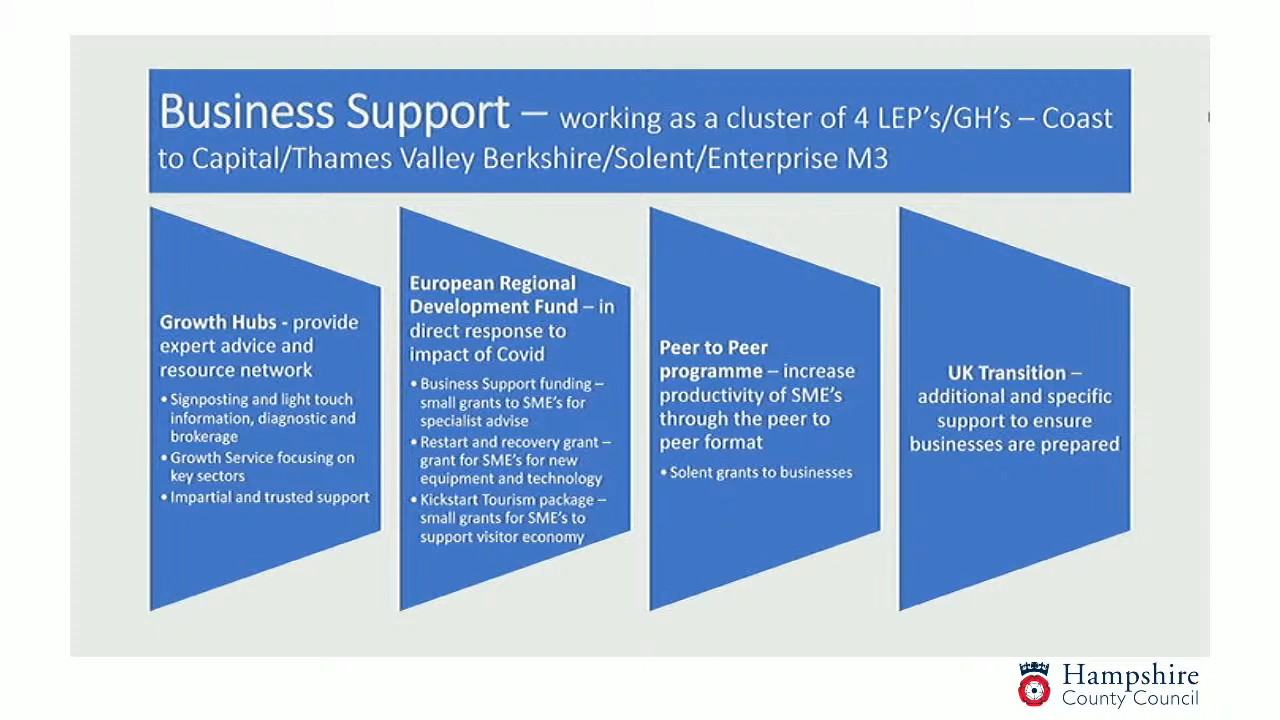 Business Support – working as a cluster of 4 LEP's/GH's – Coast
to Capital/Thames Valley Berkshire/Solent/Enterprise M3
Growth Hubs - provide
expert advice and
resource network
• Signposting and light touch
information, diagnostic and
brokerage
• Growth Service focusing on
key sectors
• Impartial and trusted support
European Regional
Development Fund – in
direct response to
impact of Covid
• Business Support funding –
small grants to SME's for
specialist advise
• Restart and recovery grant –
grant for SME's for new
equipment and technology
• Kickstart Tourism package –
small grants for SME's to
support visitor economy
Peer to Peer
programme – increase
productivity of SME's
through the peer to
peer format
• Solent grants to businesses
UK Transition –
additional and specific
support to ensure
businesses are prepared
Hampshire
County Council